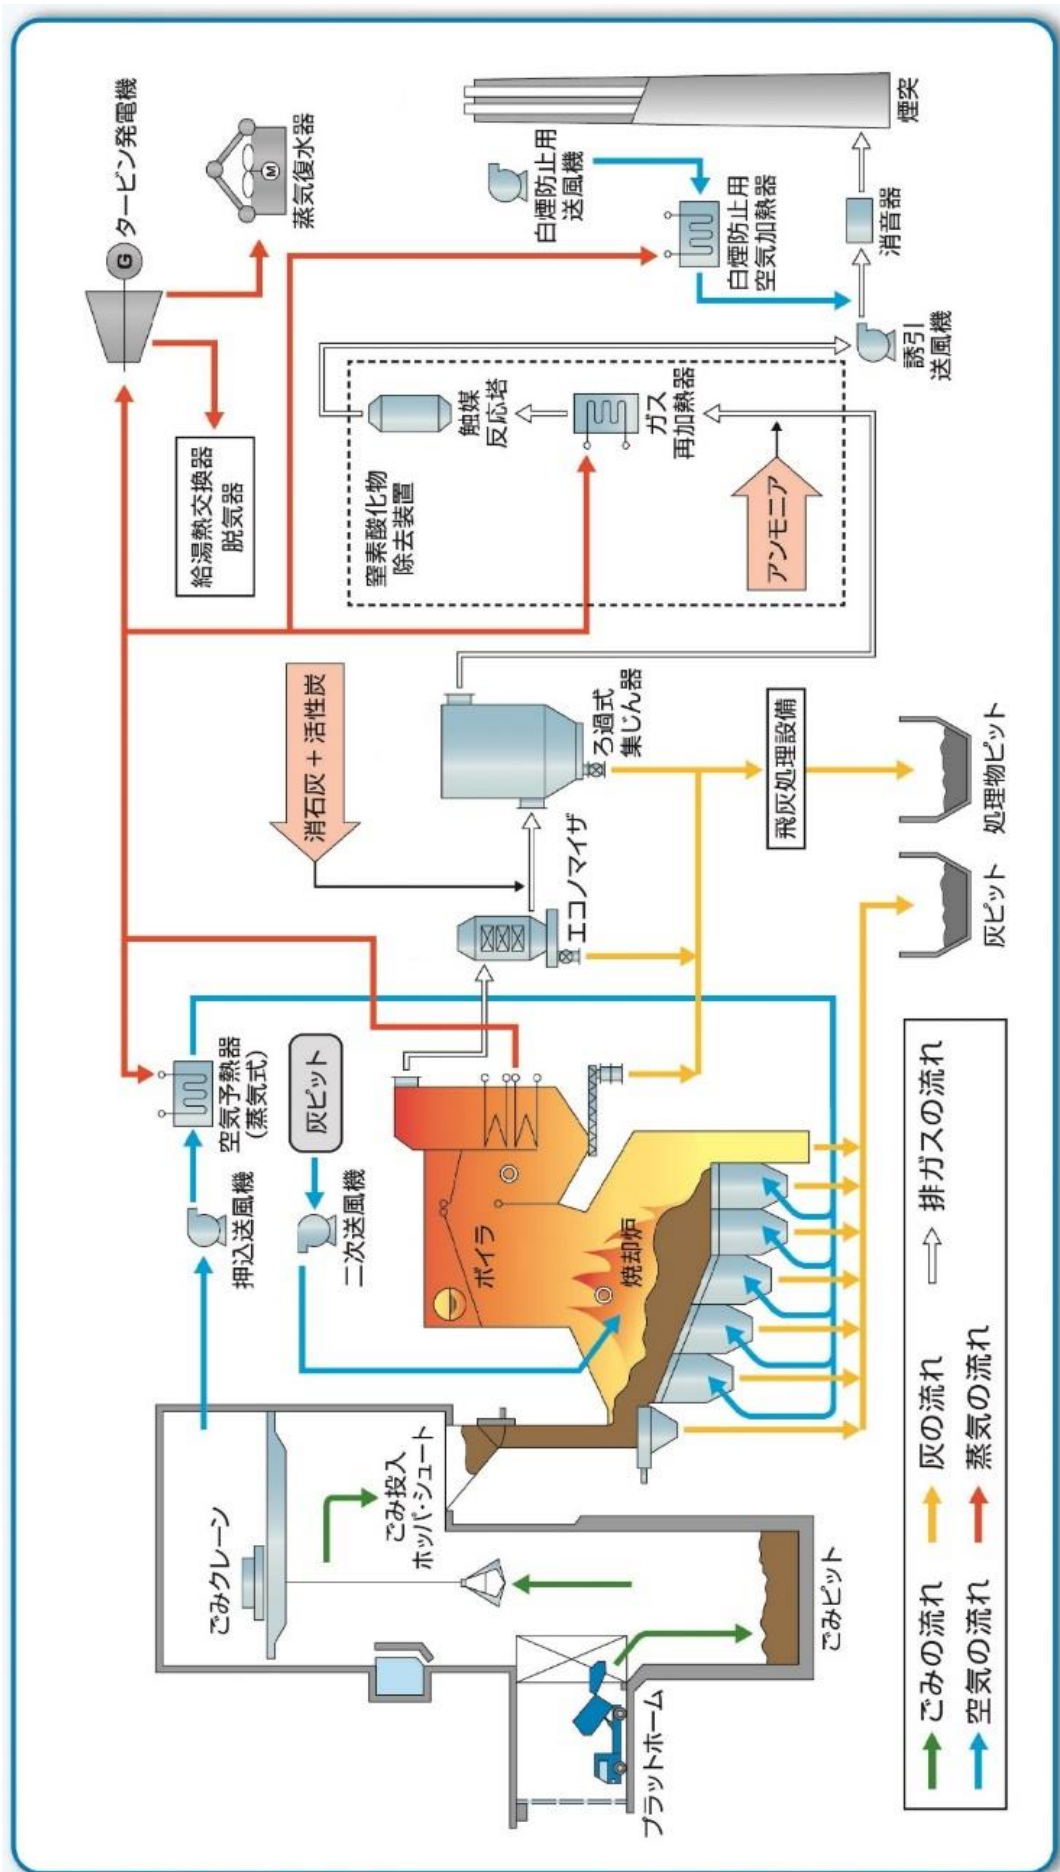 ごみクレーン
ごみ投入
ホッパ・シュート
プラットホーム
ごみピット
押込送風機
空気予熱器
(蒸気式)
灰ピット
二次送風機
ボイラ
焼却炉
エコノマイザ
消石灰+活性炭
ろ過式
集じん器
飛灰処理設備
灰ピット
処理物ピット
G
タービン発電機
M
蒸気復水器
給湯熱交換器
脱気器
窒素酸化物
除去装置
触媒
反応塔
ガス
再加熱器
アンモニア
白煙防止用
送風機
白煙防止用
空気加熱器
誘引
送風機
消音器
煙突
ごみの流れ
灰の流れ
排ガスの流れ
空気の流れ
蒸気の流れ